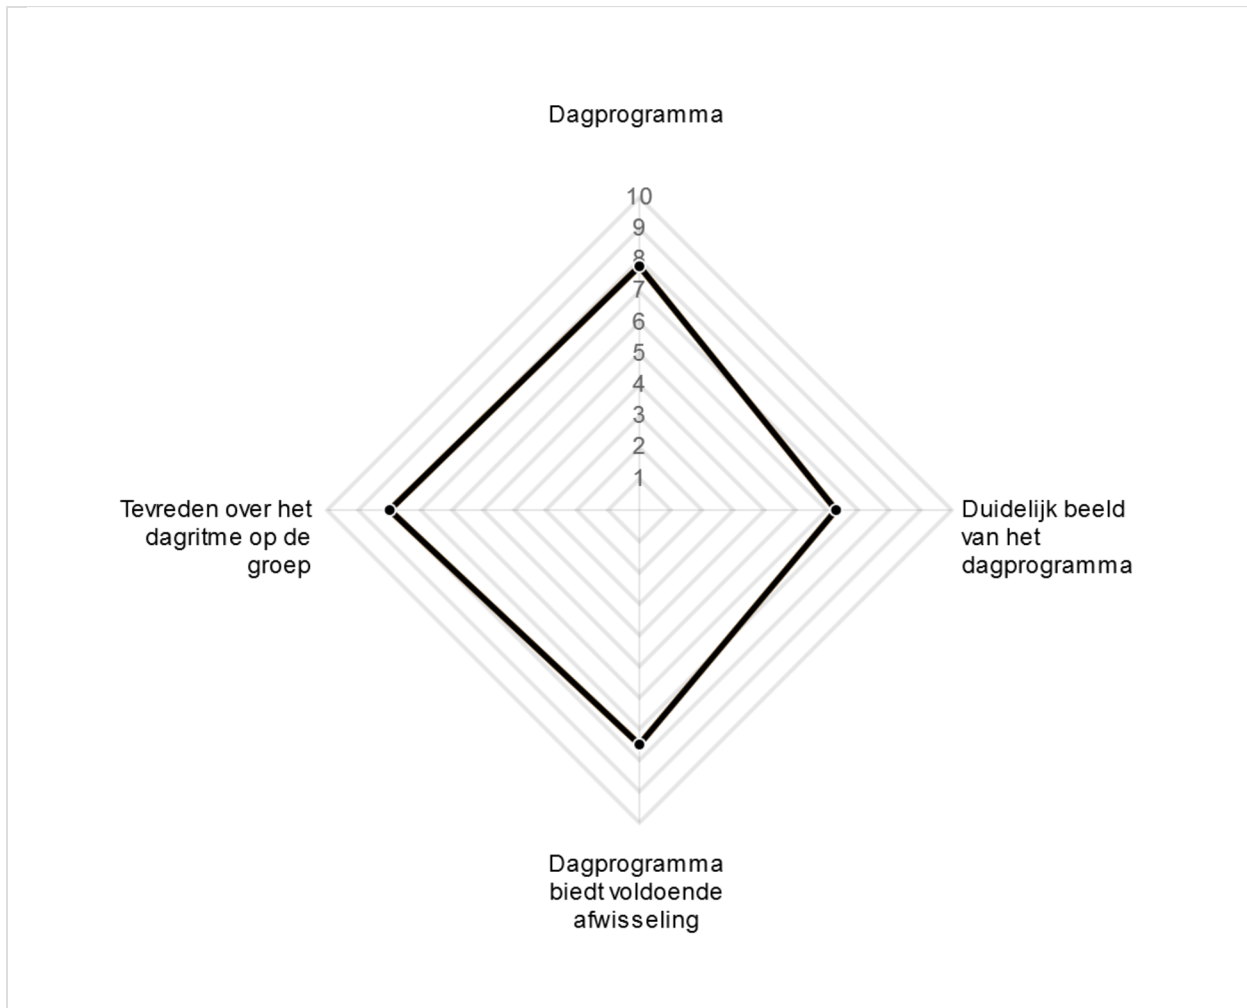 Dagprogramma
10
9
8
7
6
5
4
3
2
1
Tevreden over het
dagritme op de
groep
Duidelijk beeld
van het
dagprogramma
Dagprogramma
biedt voldoende
afwisseling